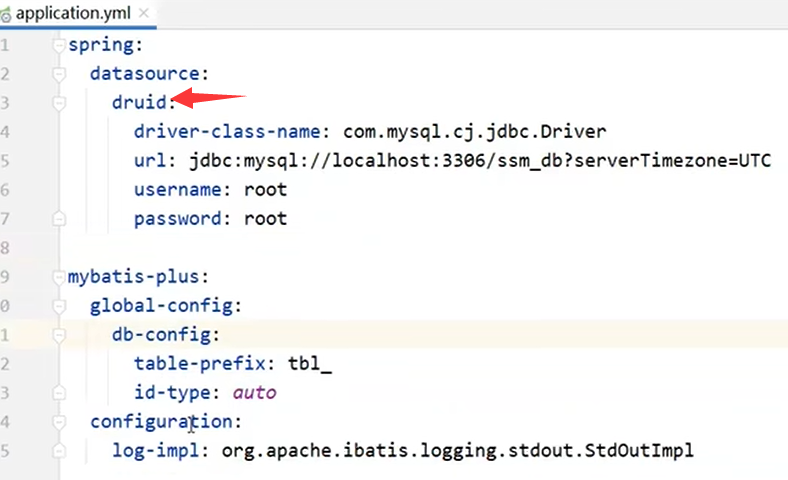 application.yml
1 spring:
2 datasource:
3 druid:
4 driver-class-name: com.mysql.cj.jdbc.Driver
5 url: jdbc:mysql://localhost:3306/ssm_db?serverTimezone=UTC
6 username: root
7 password: root
8
9 mybatis-plus:
0 global-config:
1 db-config:
2 table-prefix: tbl_
3 id-type: auto
4 configuration:
5 log-impl: org.apache.ibatis.logging.stdout.StdOutImpl